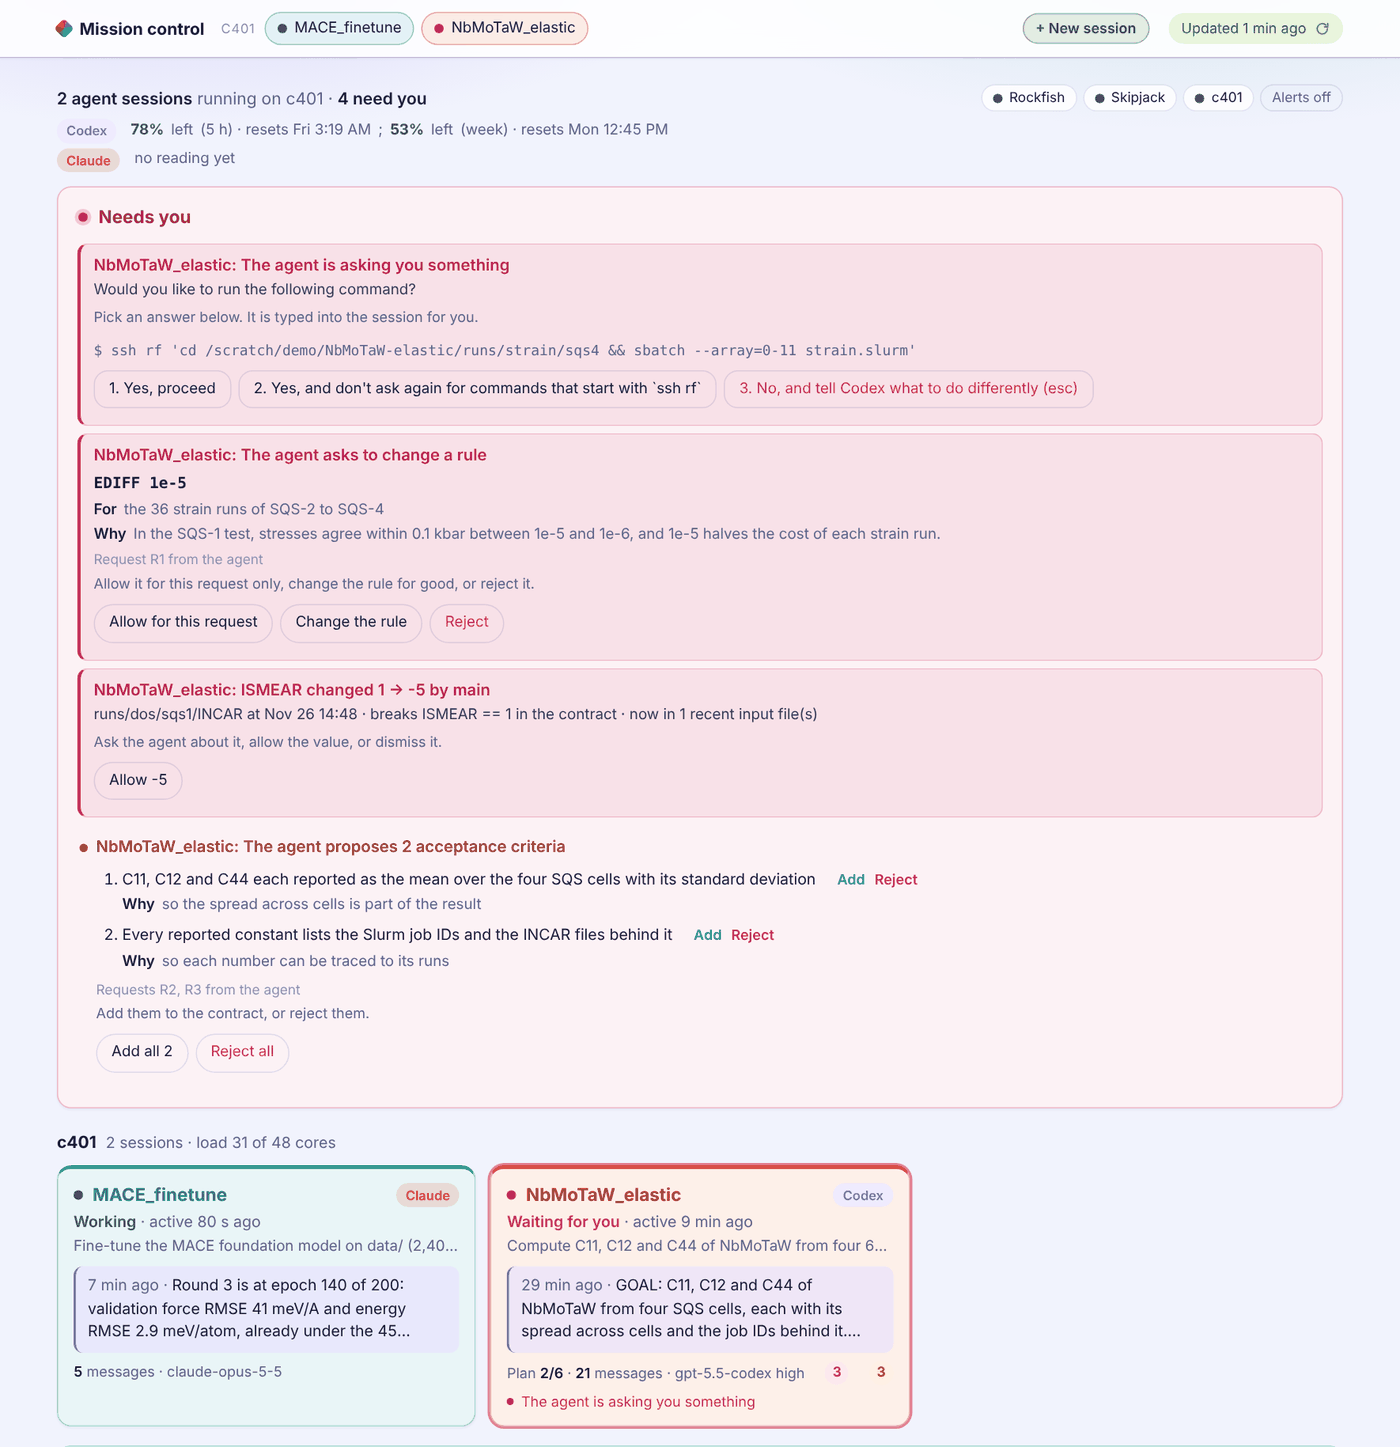 Mission control C401 MACE_finetune NbMoTaW_elastic + New session Updated 1 min ago
2 agent sessions running on c401 · 4 need you Rockfish Skipjack c401 Alerts off
Codex 78% left (5 h) · resets Fri 3:19 AM ; 53% left (week) · resets Mon 12:45 PM
Claude no reading yet
Needs you
NbMoTaW_elastic: The agent is asking you something
Would you like to run the following command?
Pick an answer below. It is typed into the session for you.
$ ssh rf 'cd /scratch/demo/NbMoTaW-elastic/runs/strain/sqs4 && sbatch --array=0-11 strain.slurm'
1. Yes, proceed 2. Yes, and don't ask again for commands that start with `ssh rf` 3. No, and tell Codex what to do differently (esc)
NbMoTaW_elastic: The agent asks to change a rule
EDIFF 1e-5
For the 36 strain runs of SQS-2 to SQS-4
Why In the SQS-1 test, stresses agree within 0.1 kbar between 1e-5 and 1e-6, and 1e-5 halves the cost of each strain run.
Request R1 from the agent
Allow it for this request only, change the rule for good, or reject it.
Allow for this request Change the rule Reject
NbMoTaW_elastic: ISMEAR changed 1 → -5 by main
runs/dos/sqs1/INCAR at Nov 26 14:48 · breaks ISMEAR == 1 in the contract · now in 1 recent input file(s)
Ask the agent about it, allow the value, or dismiss it.
Allow -5
NbMoTaW_elastic: The agent proposes 2 acceptance criteria
1. C11, C12 and C44 each reported as the mean over the four SQS cells with its standard deviation Add Reject
Why so the spread across cells is part of the result
2. Every reported constant lists the Slurm job IDs and the INCAR files behind it Add Reject
Why so each number can be traced to its runs
Requests R2, R3 from the agent
Add them to the contract, or reject them.
Add all 2 Reject all
c401 2 sessions · load 31 of 48 cores
MACE_finetune Claude
Working · active 80 s ago
Fine-tune the MACE foundation model on data/ (2,40...
7 min ago · Round 3 is at epoch 140 of 200:
validation force RMSE 41 meV/A and energy
RMSE 2.9 meV/atom, already under the 45...
5 messages · claude-opus-5-5
NbMoTaW_elastic Codex
Waiting for you · active 9 min ago
Compute C11, C12 and C44 of NbMoTaW from four 6...
29 min ago · GOAL: C11, C12 and C44 of
NbMoTaW from four SQS cells, each with its
spread across cells and the job IDs behind it....
Plan 2/6 · 21 messages · gpt-5.5-codex high 3 3
The agent is asking you something